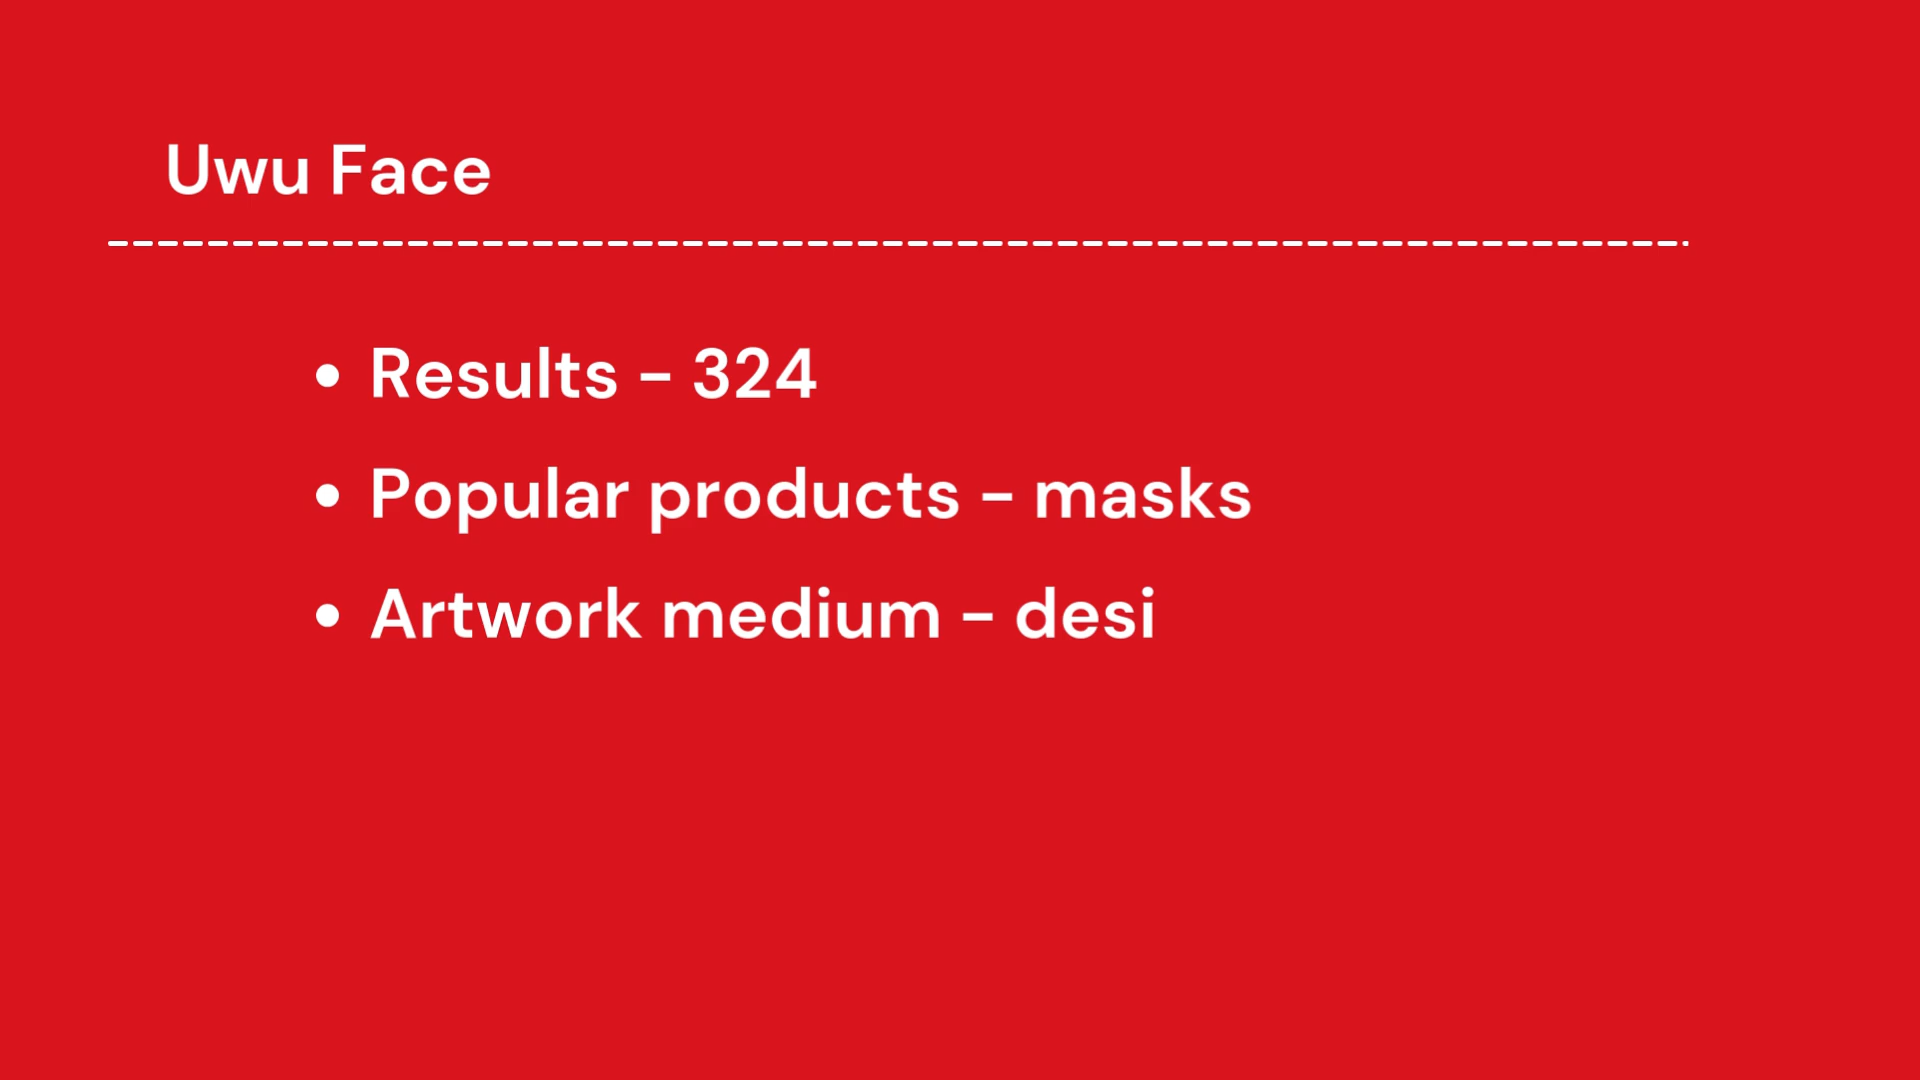 Uwu Face
• Results - 324
• Popular products - masks
• Artwork medium - desi